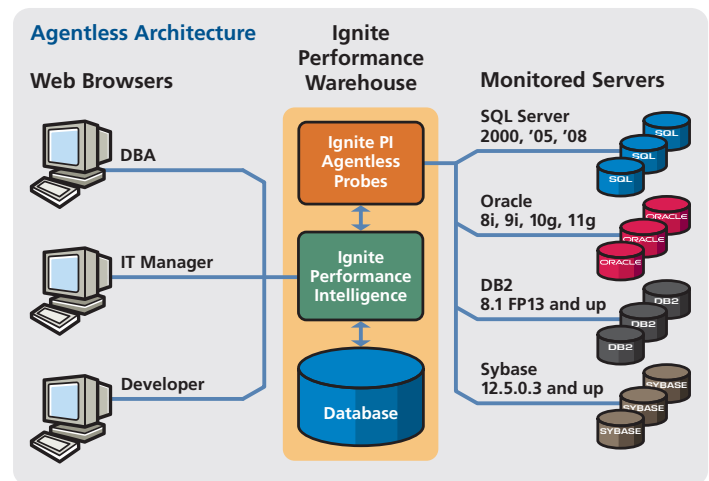 Agentless Architecture
Web Browsers
DBA
IT Manager
Developer
Ignite
Performance
Warehouse
Ignite PI
Agentless
Probes
Ignite
Performance
Intelligence
Database
Monitored Servers
SQL Server
2000, ’05, ’08
SQL
SQL
SQL
Oracle
8i, 9i, 10g, 11g
ORACLE
ORACLE
ORACLE
DB2
8.1 FP13 and up
DB2
DB2
DB2
Sybase
12.5.0.3 and up
SYBASE
SYBASE
SYBASE